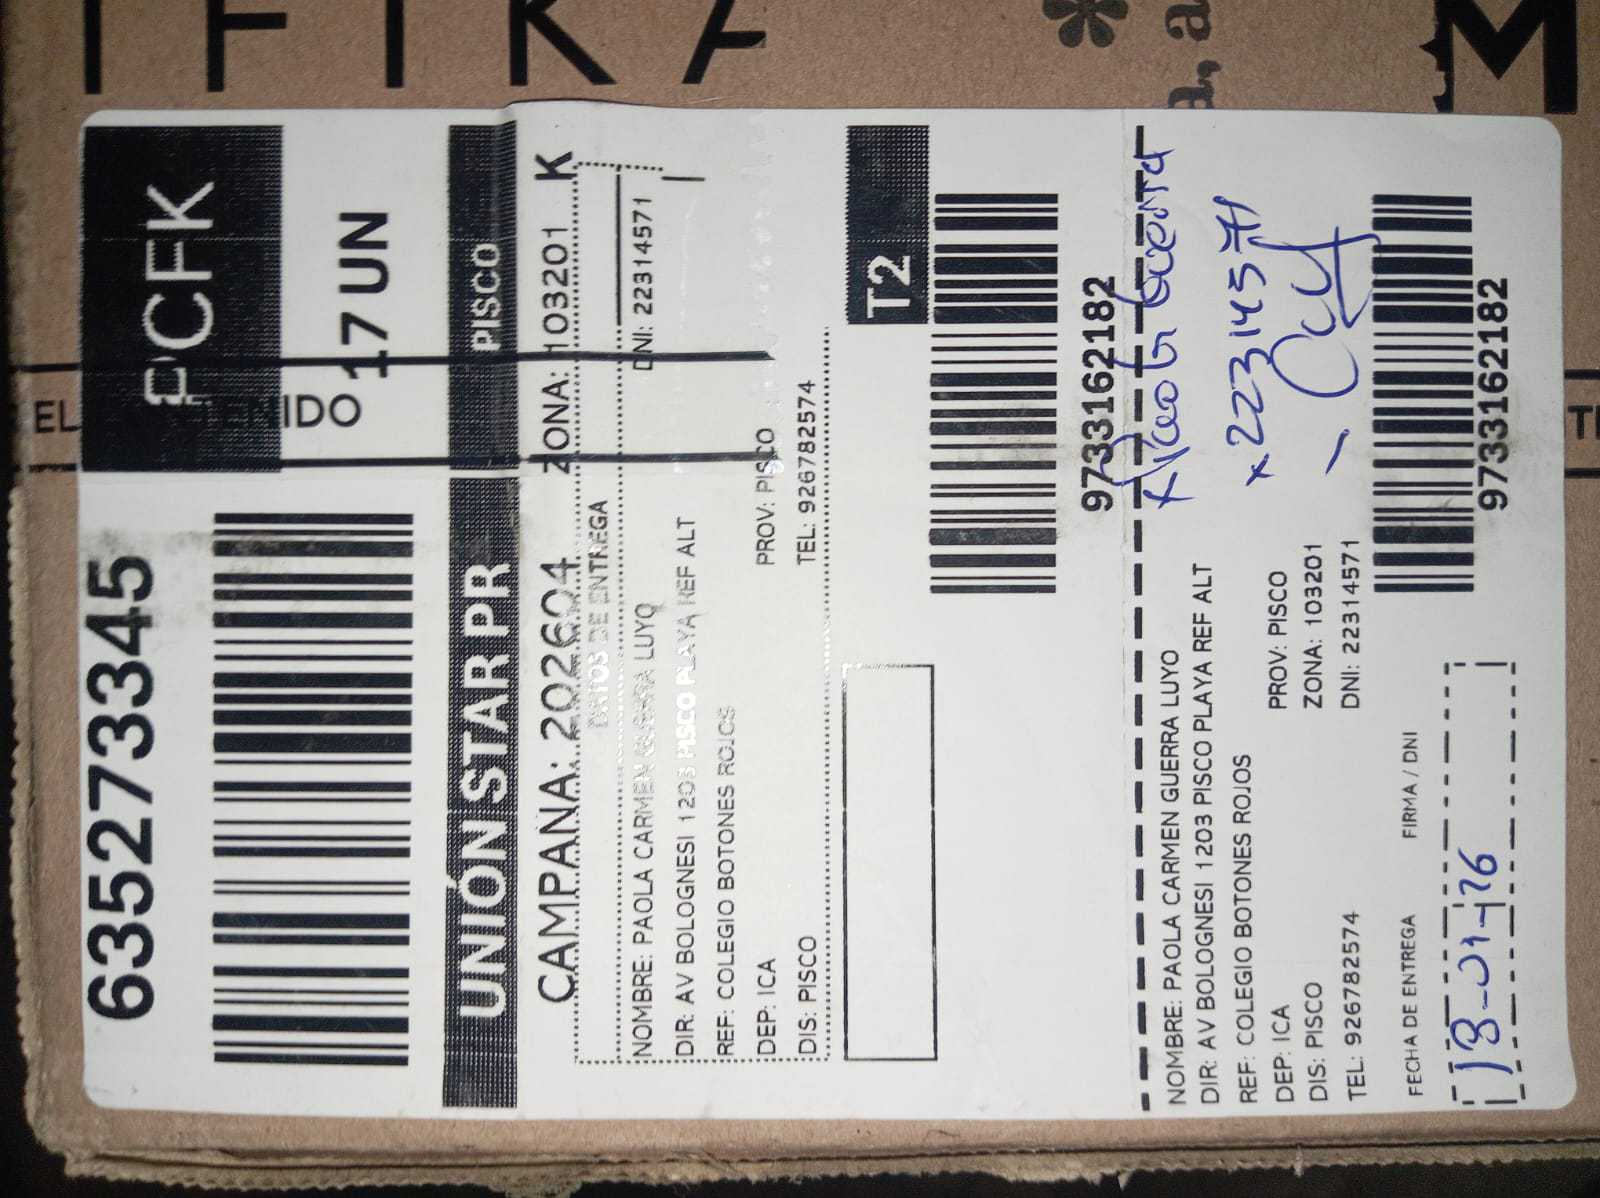 635273345
PCFK
17 UN
EL
TENIDO
UNIÓN STAR PR
PISCO
CAMPAÑA: 202604
ZONA: 103201 K
DATOS DE ENTREGA
NOMBRE: PAOLA CARMEN GUERRA LUYO
DNI: 22314571
DIR: AV BOLOGNESI 1203 PISCO PLAYA REF ALT
REF: COLEGIO BOTONES ROJOS
DEP: ICA
PROV: PISCO
DIS: PISCO
TEL: 926782574
T2
9733162182
NOMBRE: PAOLA CARMEN GUERRA LUYO
DIR: AV BOLOGNESI 1203 PISCO PLAYA REF ALT
REF: COLEGIO BOTONES ROJOS
DEP: ICA
PROV: PISCO
DIS: PISCO
ZONA: 103201
TEL: 926782574
DNI: 22314571
x 22314571
FECHA DE ENTREGA
FIRMA / DNI
9733162182